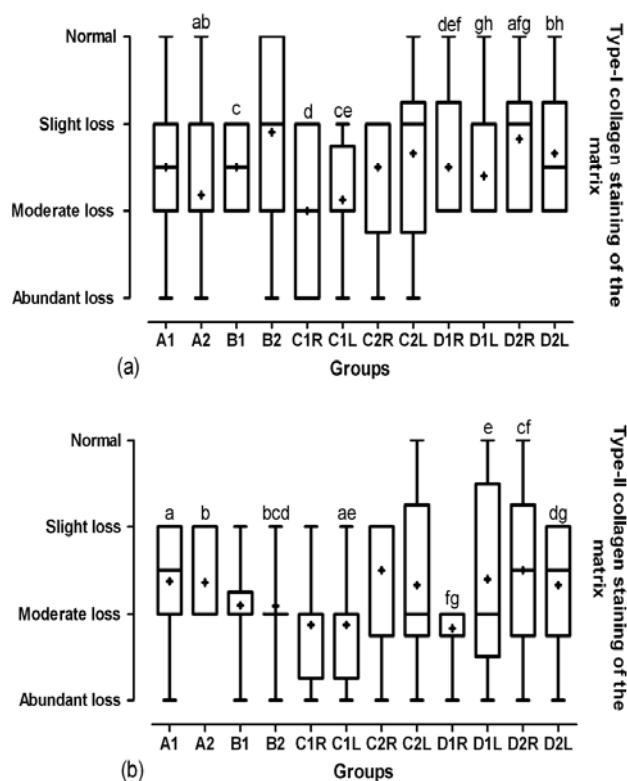 ab
c
d
ce
def
gh
afg
bh
Normal
Slight loss
Moderate loss
Abundant loss
A1 A2 B1 B2 C1R C1L C2R C2L D1R D1L D2R D2L
Groups
(a)
Type-I collagen staining of the
matrix
a
b
bcd
ae
fg
e
cf
dg
Normal
Slight loss
Moderate loss
Abundant loss
A1 A2 B1 B2 C1R C1L C2R C2L D1R D1L D2R D2L
Groups
(b)
Type-II collagen staining of the
matrix